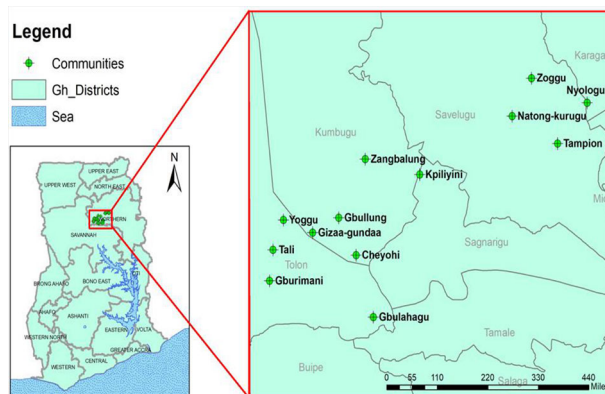 Legend
Communities
Gh_Districts
Sea
N
UPPER EAST
UPPER WEST
NORTH EAST
NORTHERN
SAVANNAH
BRONG AHAFO
BONO EAST
AHAFO
ASHANTI
WESTERN NORTH
EASTERN
VOLTA
GREATER ACCRA
CENTRAL
WESTERN
Karaga
Zoggu
Nyologu
Savelugu
Natong-kurugu
Kumbugu
Tampion
Zangbalung
Kpiliyini
Yoggu
Gbullung
Gizaa-gundaa
Sagnarigu
Tali
Cheyohi
Tolon
Gburimani
Gbulahagu
Tamale
Buipe
Salaga
0 55 110 220 330 440
Mile